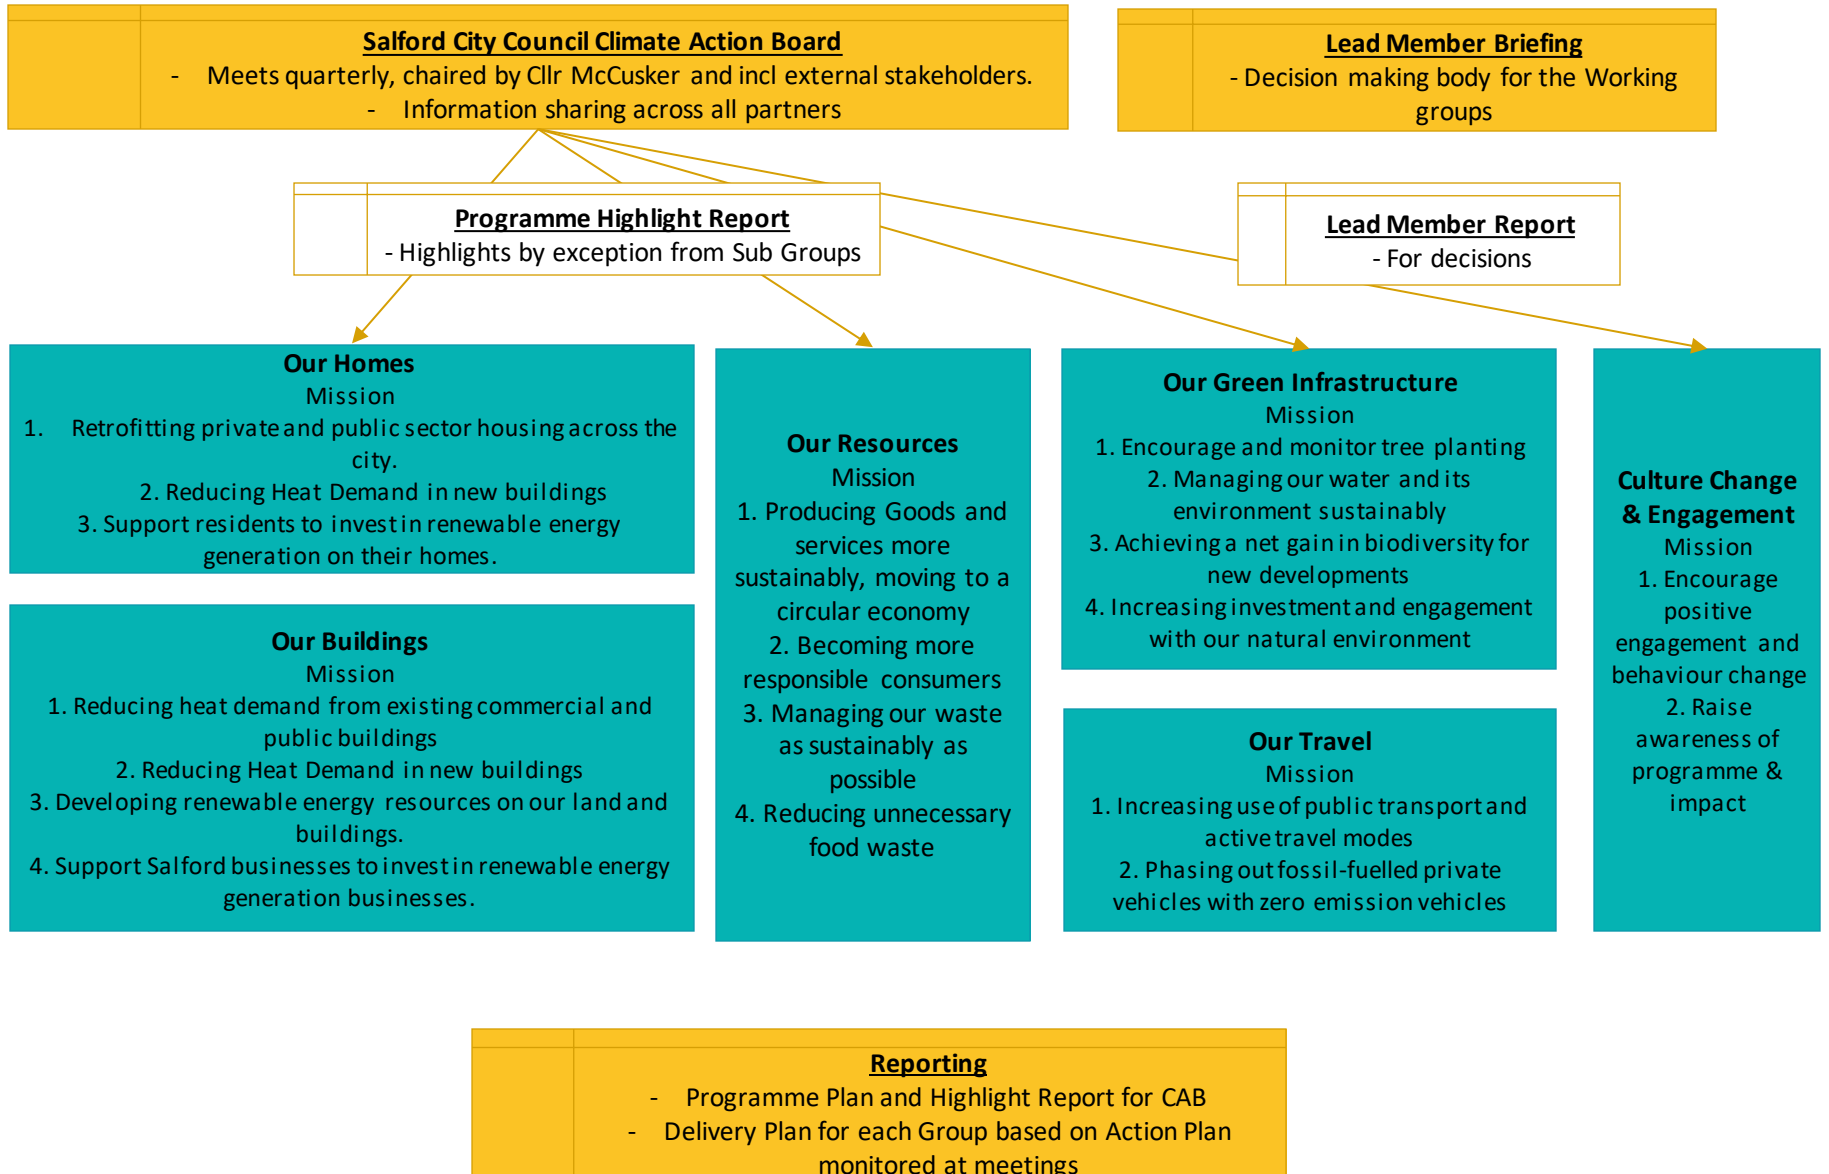 Salford City Council Climate Action Board
- Meets quarterly, chaired by Cllr McCusker and incl external stakeholders.
- Information sharing across all partners
Lead Member Briefing
- Decision making body for the Working
groups
Programme Highlight Report
- Highlights by exception from Sub Groups
Lead Member Report
- For decisions
Our Homes
Mission
1. Retrofitting private and public sector housing across the
city.
2. Reducing Heat Demand in new buildings
3. Support residents to invest in renewable energy
generation on their homes.
Our Buildings
Mission
1. Reducing heat demand from existing commercial and
public buildings
2. Reducing Heat Demand in new buildings
3. Developing renewable energy resources on our land and
buildings.
4. Support Salford businesses to invest in renewable energy
generation businesses.
Our Resources
Mission
1. Producing Goods and
services more
sustainably, moving to a
circular economy
2. Becoming more
responsible consumers
3. Managing our waste
as sustainably as
possible
4. Reducing unnecessary
food waste
Our Green Infrastructure
Mission
1. Encourage and monitor tree planting
2. Managing our water and its
environment sustainably
3. Achieving a net gain in biodiversity for
new developments
4. Increasing investment and engagement
with our natural environment
Our Travel
Mission
1. Increasing use of public transport and
active travel modes
2. Phasing out fossil-fuelled private
vehicles with zero emission vehicles
Culture Change
& Engagement
Mission
1. Encourage
positive
engagement and
behaviour change
2. Raise
awareness of
programme &
impact
Reporting
- Programme Plan and Highlight Report for CAB
- Delivery Plan for each Group based on Action Plan
monitored at meetings